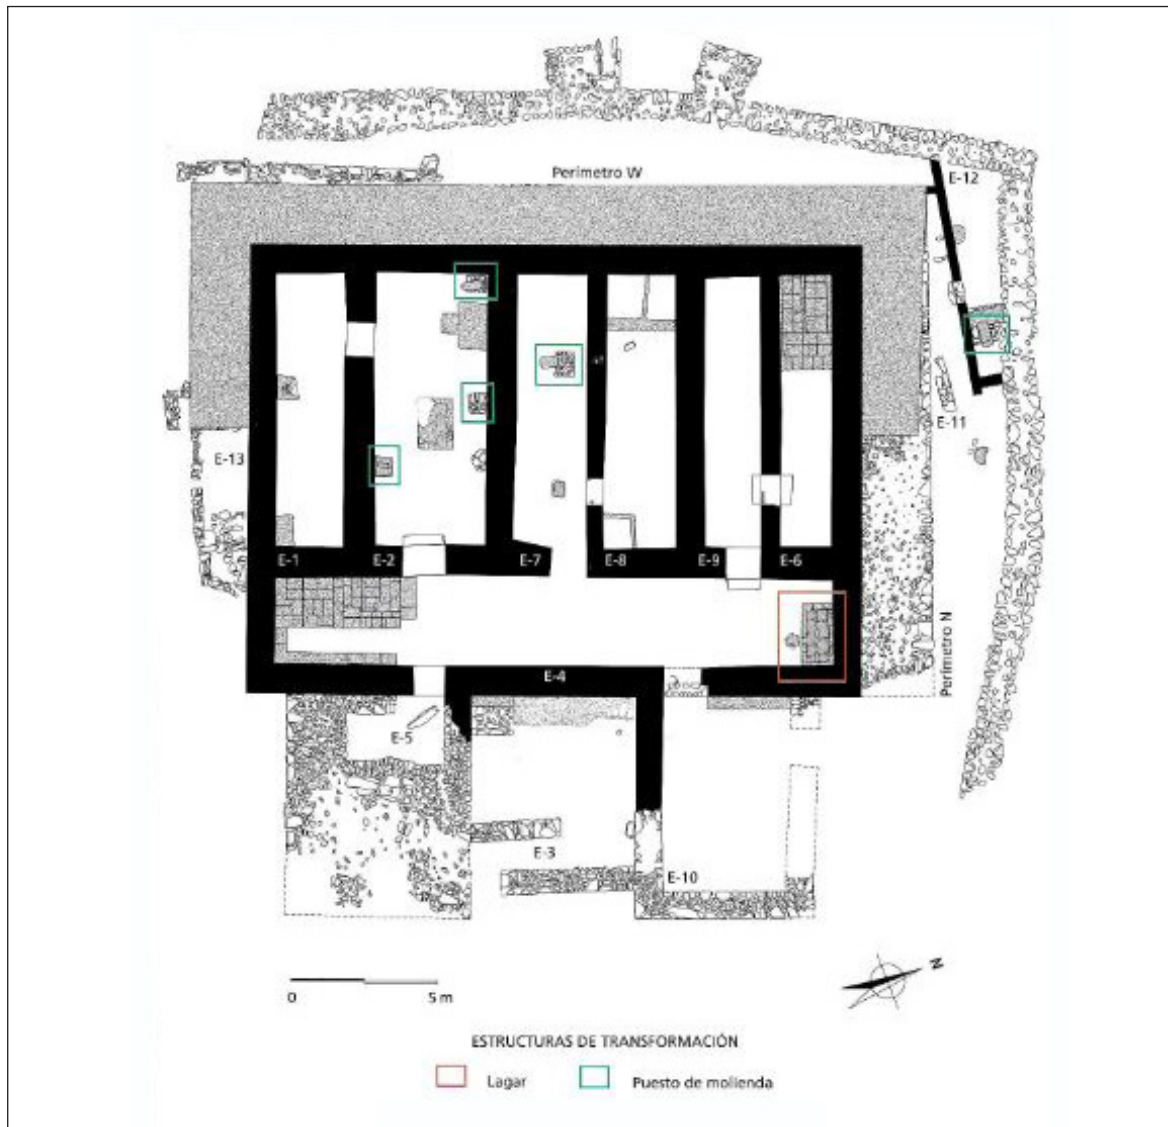 Perímetro W
E-12
E-11
E-13
E-1
E-2
E-7
E-8
E-9
E-6
Perímetro N
E-4
E-5
E-3
E-10
N
0 5 m
ESTRUCTURAS DE TRANSFORMACIÓN
Lagar Puesto de molienda